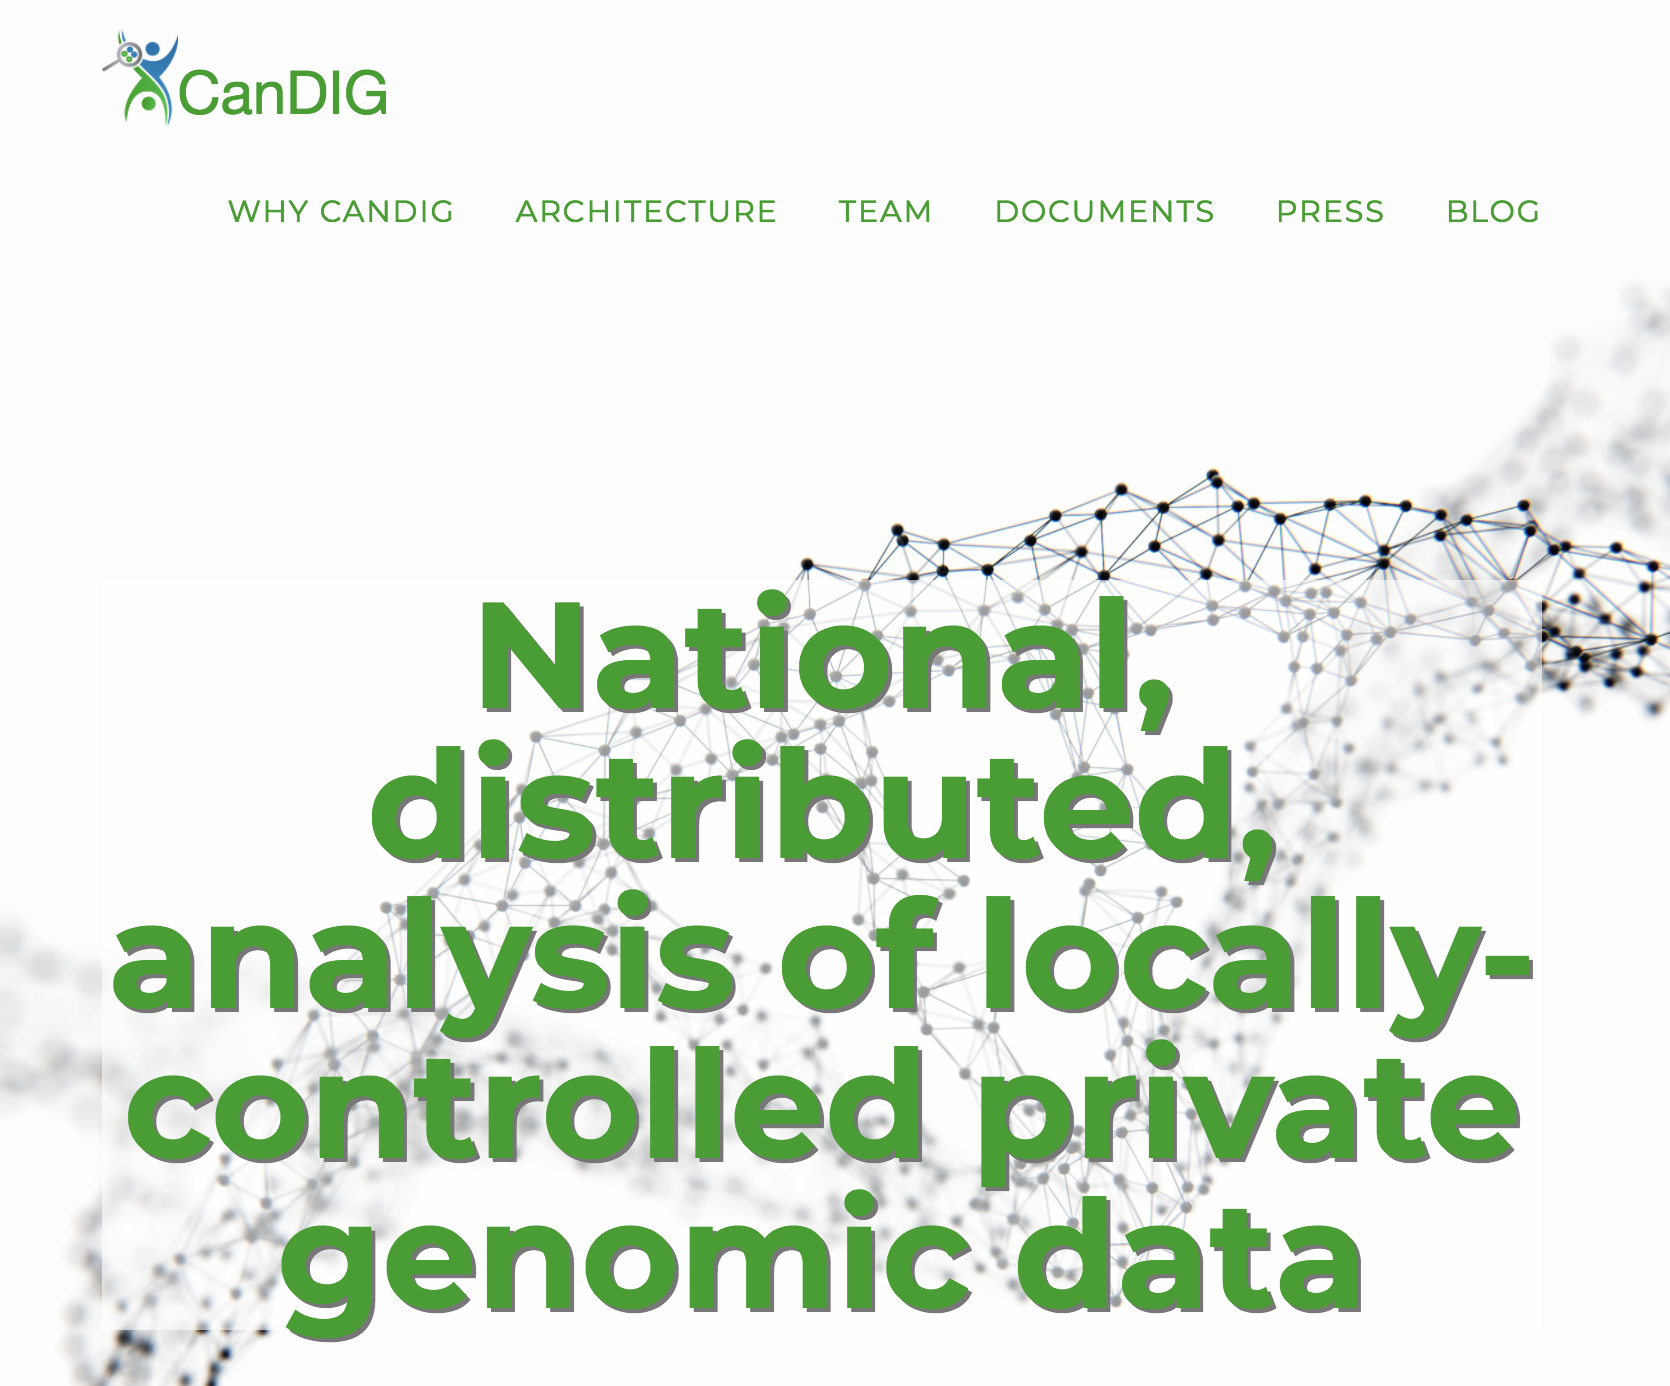 CanDIG
WHY CANDIG ARCHITECTURE TEAM DOCUMENTS PRESS BLOG
National,
distributed,
analysis of locally-
controlled private
genomic data